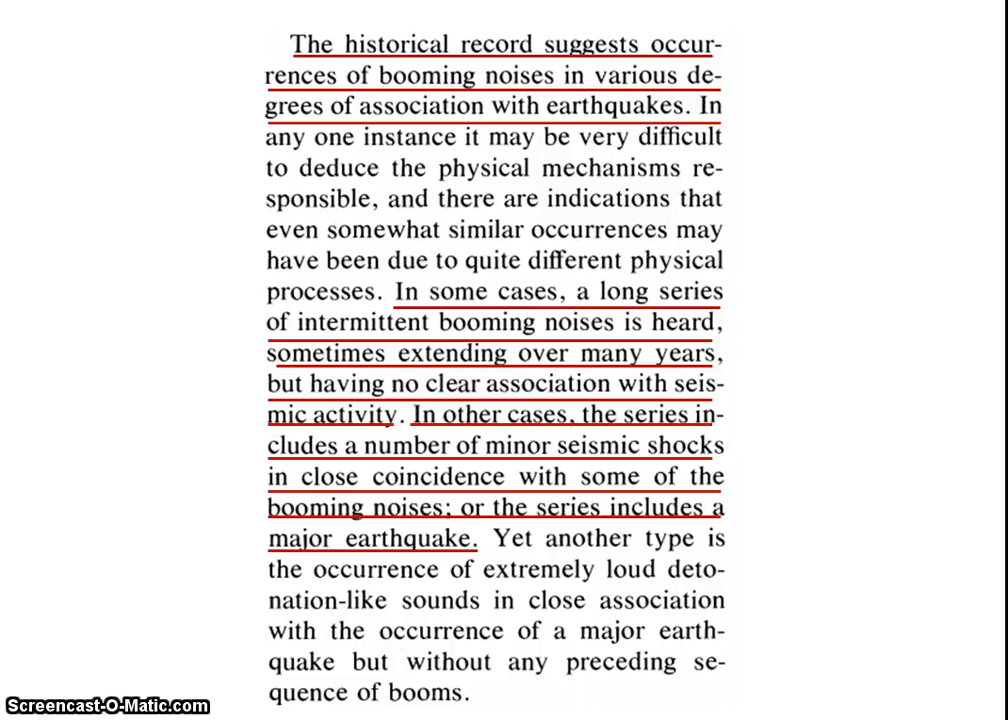 The historical record suggests occur-
rences of booming noises in various de-
grees of association with earthquakes. In
any one instance it may be very difficult
to deduce the physical mechanisms re-
sponsible, and there are indications that
even somewhat similar occurrences may
have been due to quite different physical
processes. In some cases, a long series
of intermittent booming noises is heard,
sometimes extending over many years,
but having no clear association with seis-
mic activity. In other cases, the series in-
cludes a number of minor seismic shocks
in close coincidence with some of the
booming noises; or the series includes a
major earthquake. Yet another type is
the occurrence of extremely loud deto-
nation-like sounds in close association
with the occurrence of a major earth-
quake but without any preceding se-
quence of booms.
Screencast-O-Matic.com